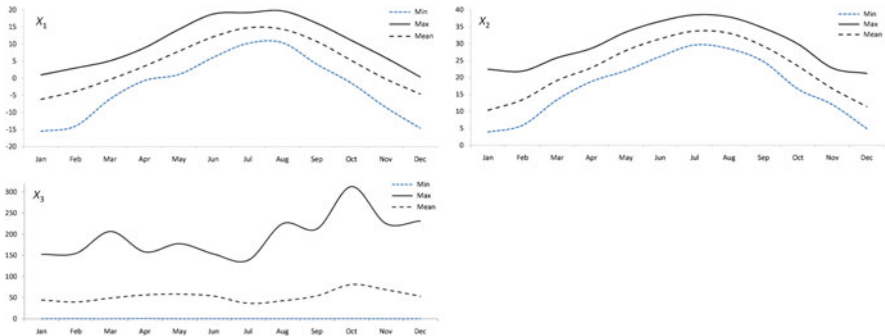 X1
20
15
10
5
0
-5
-10
-15
-20
Jan Feb Mar Apr May Jun Jul Aug Sep Oct Nov Dec
Min
Max
Mean
X2
40
35
30
25
20
15
10
5
0
Jan Feb Mar Apr May Jun Jul Aug Sep Oct Nov Dec
Min
Max
Mean
X3
300
250
200
150
100
50
0
Jan Feb Mar Apr May Jun Jul Aug Sep Oct Nov Dec
Min
Max
Mean